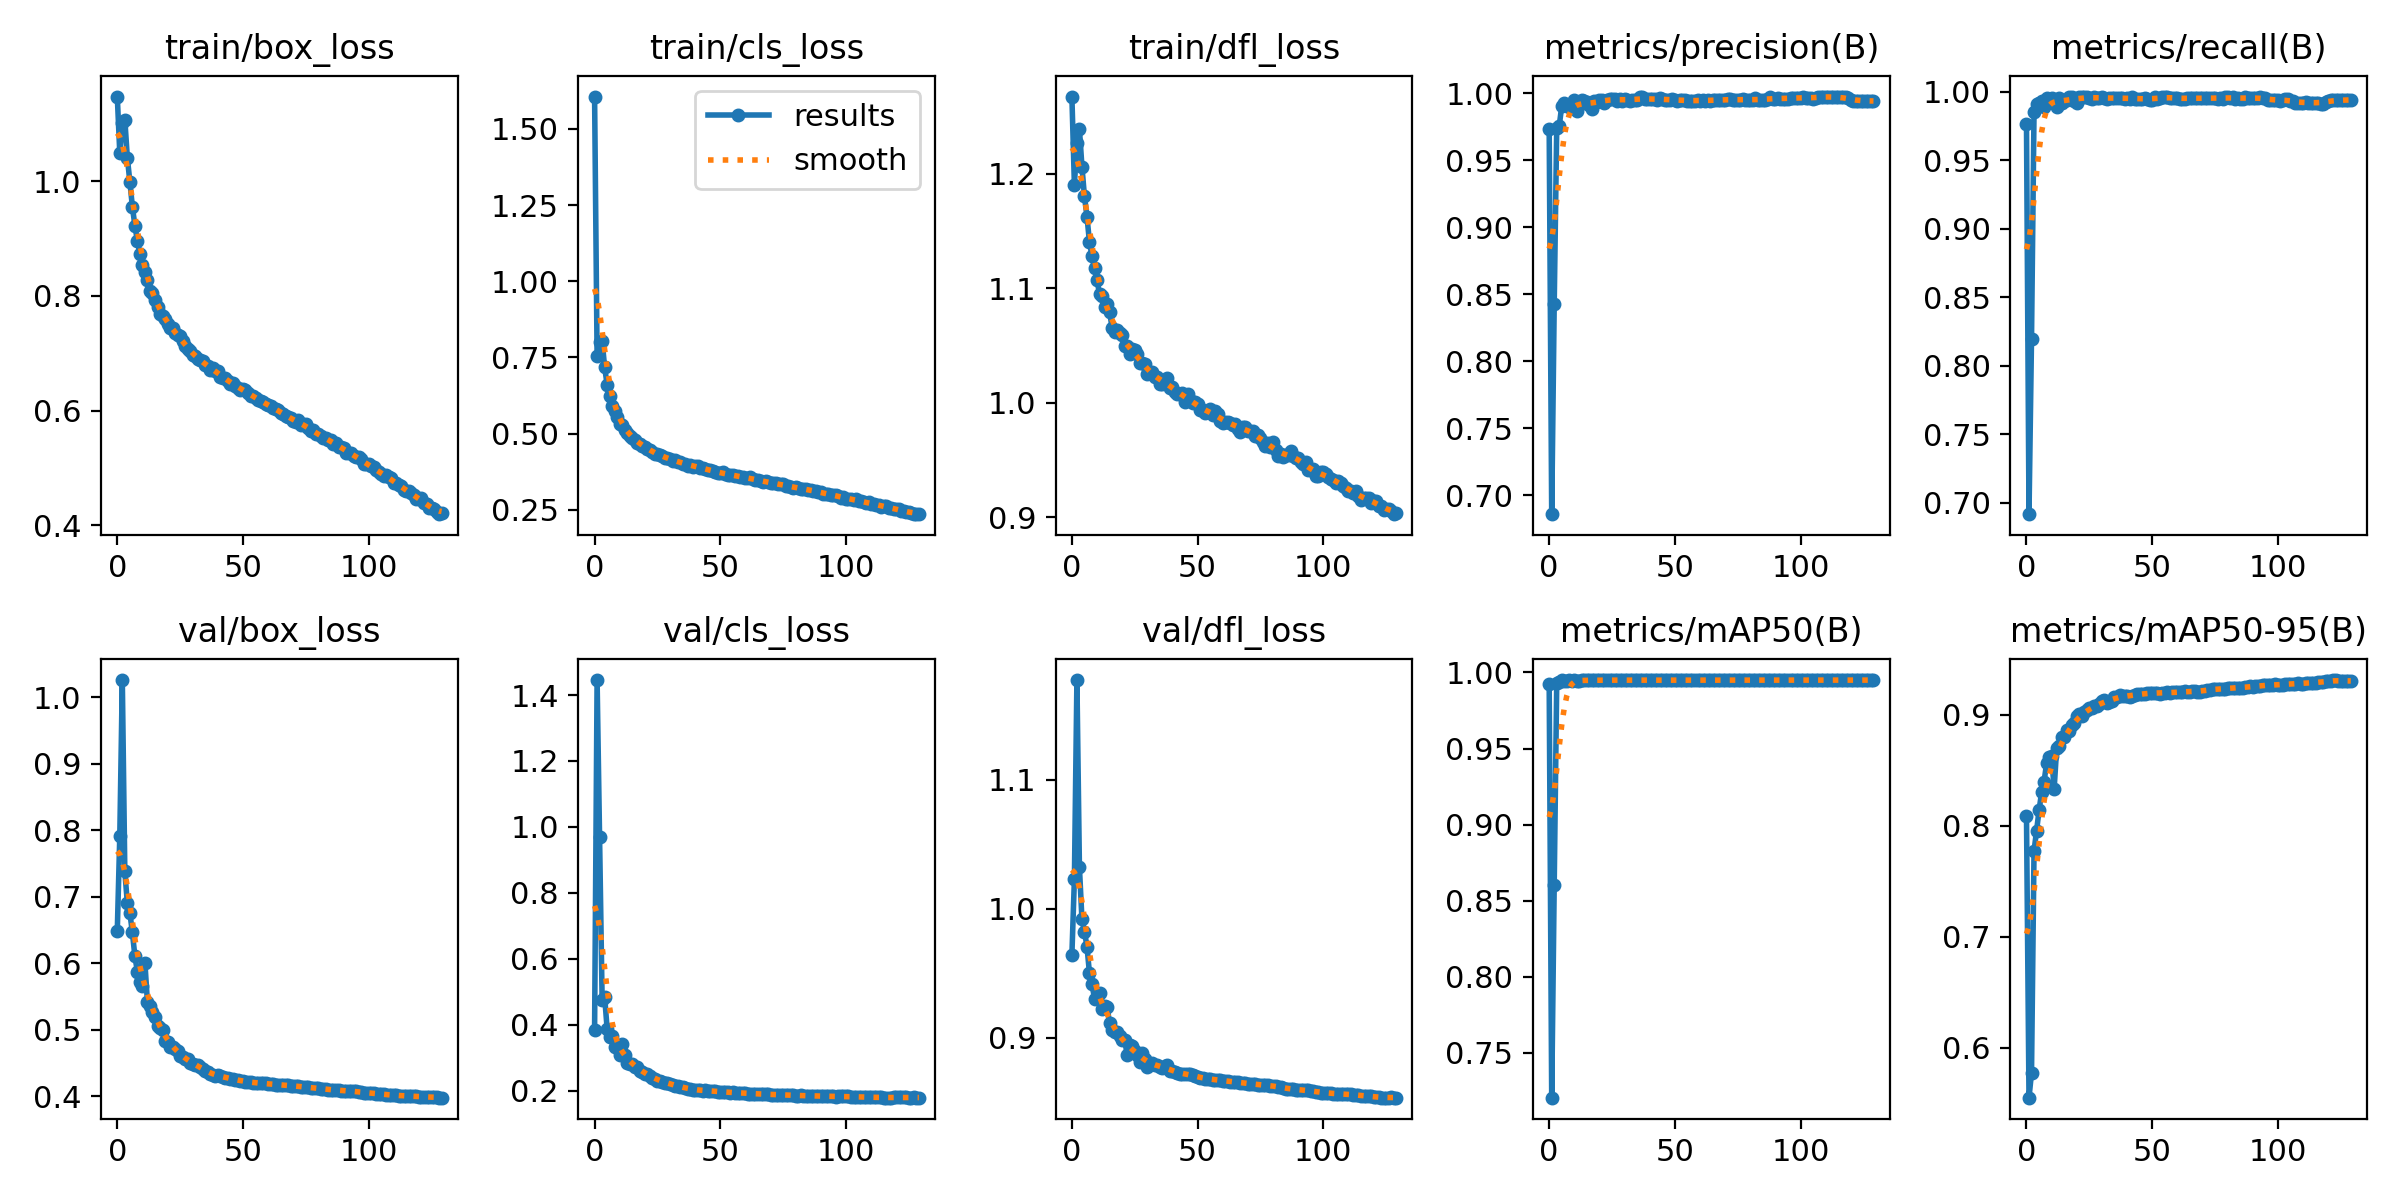 train/box_loss
1.0
0.8
0.6
0.4
0 50 100
train/cls_loss
results
smooth
1.50
1.25
1.00
0.75
0.50
0.25
0 50 100
train/dfl_loss
1.2
1.1
1.0
0.9
0 50 100
metrics/precision(B)
1.00
0.95
0.90
0.85
0.80
0.75
0.70
0 50 100
metrics/recall(B)
1.00
0.95
0.90
0.85
0.80
0.75
0.70
0 50 100
val/box_loss
1.0
0.9
0.8
0.7
0.6
0.5
0.4
0 50 100
val/cls_loss
1.4
1.2
1.0
0.8
0.6
0.4
0.2
0 50 100
val/dfl_loss
1.1
1.0
0.9
0 50 100
metrics/mAP50(B)
1.00
0.95
0.90
0.85
0.80
0.75
0 50 100
metrics/mAP50-95(B)
0.9
0.8
0.7
0.6
0 50 100